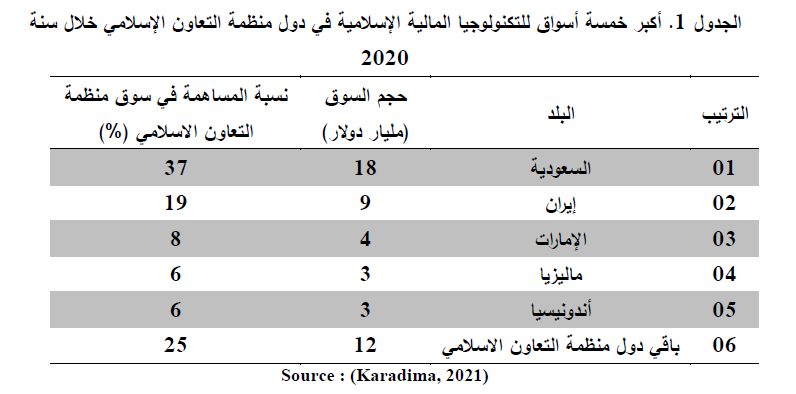 الجدول 1. أكبر خمسة أسواق للتكنولوجيا المالية الإسلامية في دول منظمة التعاون الإسلامي خلال سنة
2020
الترتيب البلد حجم السوق (مليار دولار) نسبة المساهمة في سوق منظمة التعاون الاسلامي (%)
01 السعودية 18 37
02 إيران 9 19
03 الإمارات 4 8
04 ماليزيا 3 6
05 أندونيسيا 3 6
06 باقي دول منظمة التعاون الاسلامي 12 25
Source : (Karadima, 2021)